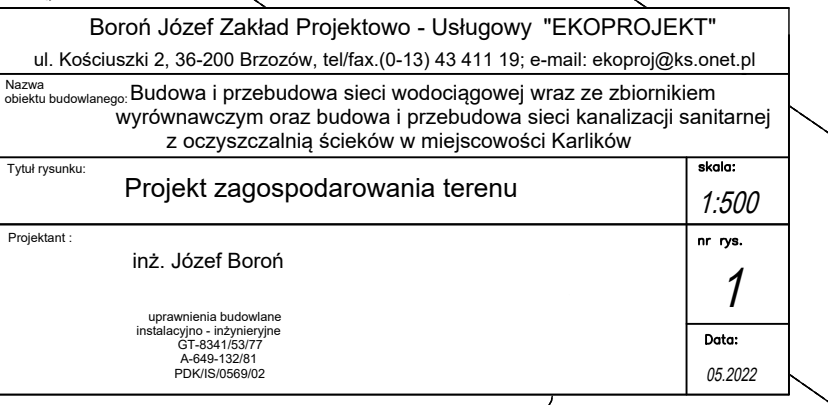 Boroń Józef Zakład Projektowo - Usługowy "EKOPROJEKT"
ul. Kościuszki 2, 36-200 Brzozów, tel/fax.(0-13) 43 411 19; e-mail: ekoproj@ks.onet.pl
Nazwa
obiektu budowlanego: Budowa i przebudowa sieci wodociągowej wraz ze zbiornikiem
wyrównawczym oraz budowa i przebudowa sieci kanalizacji sanitarnej
z oczyszczalnią ścieków w miejscowości Karlików
Tytuł rysunku:
Projekt zagospodarowania terenu
skala:
1:500
Projektant :
inż. Józef Boroń
uprawnienia budowlane
instalacyjno - inżynieryjne
GT-8341/53/77
A-649-132/81
PDK/IS/0569/02
nr rys.
1
Data:
05.2022